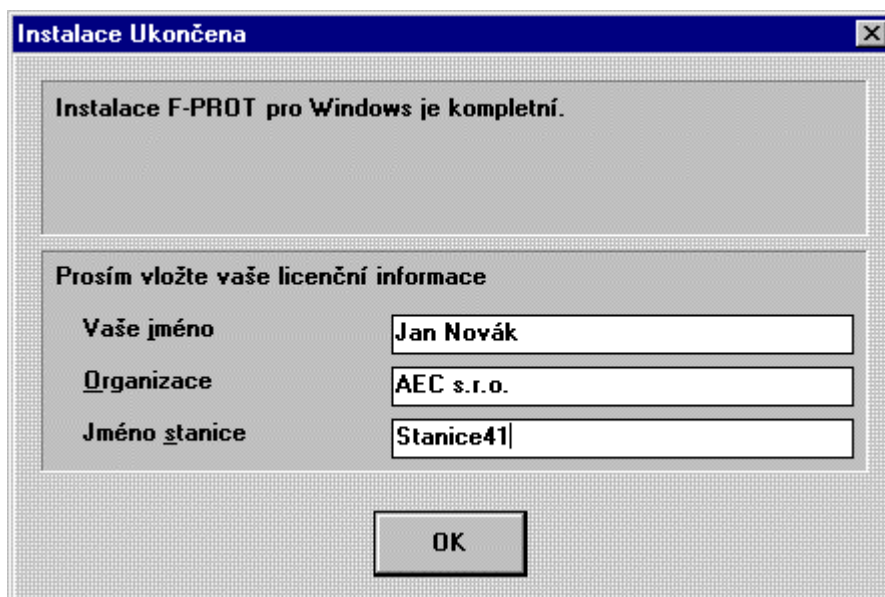 Instalace Ukončena
Instalace F-PROT pro Windows je kompletní.
Prosím vložte vaše licenční informace
Vaše jméno
Jan Novák
Organizace
AEC s.r.o.
Jméno stanice
Stanice41
OK